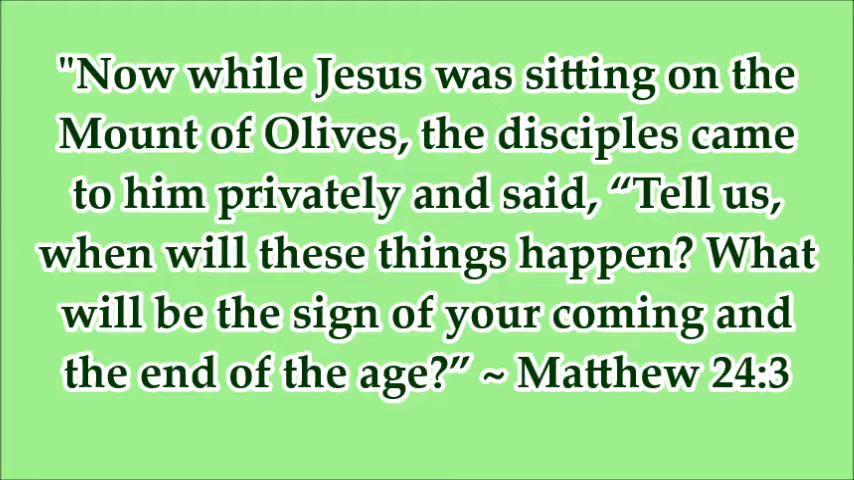 "Now while Jesus was sitting on the
Mount of Olives, the disciples came
to him privately and said, “Tell us,
when will these things happen? What
will be the sign of your coming and
the end of the age?” ~ Matthew 24:3